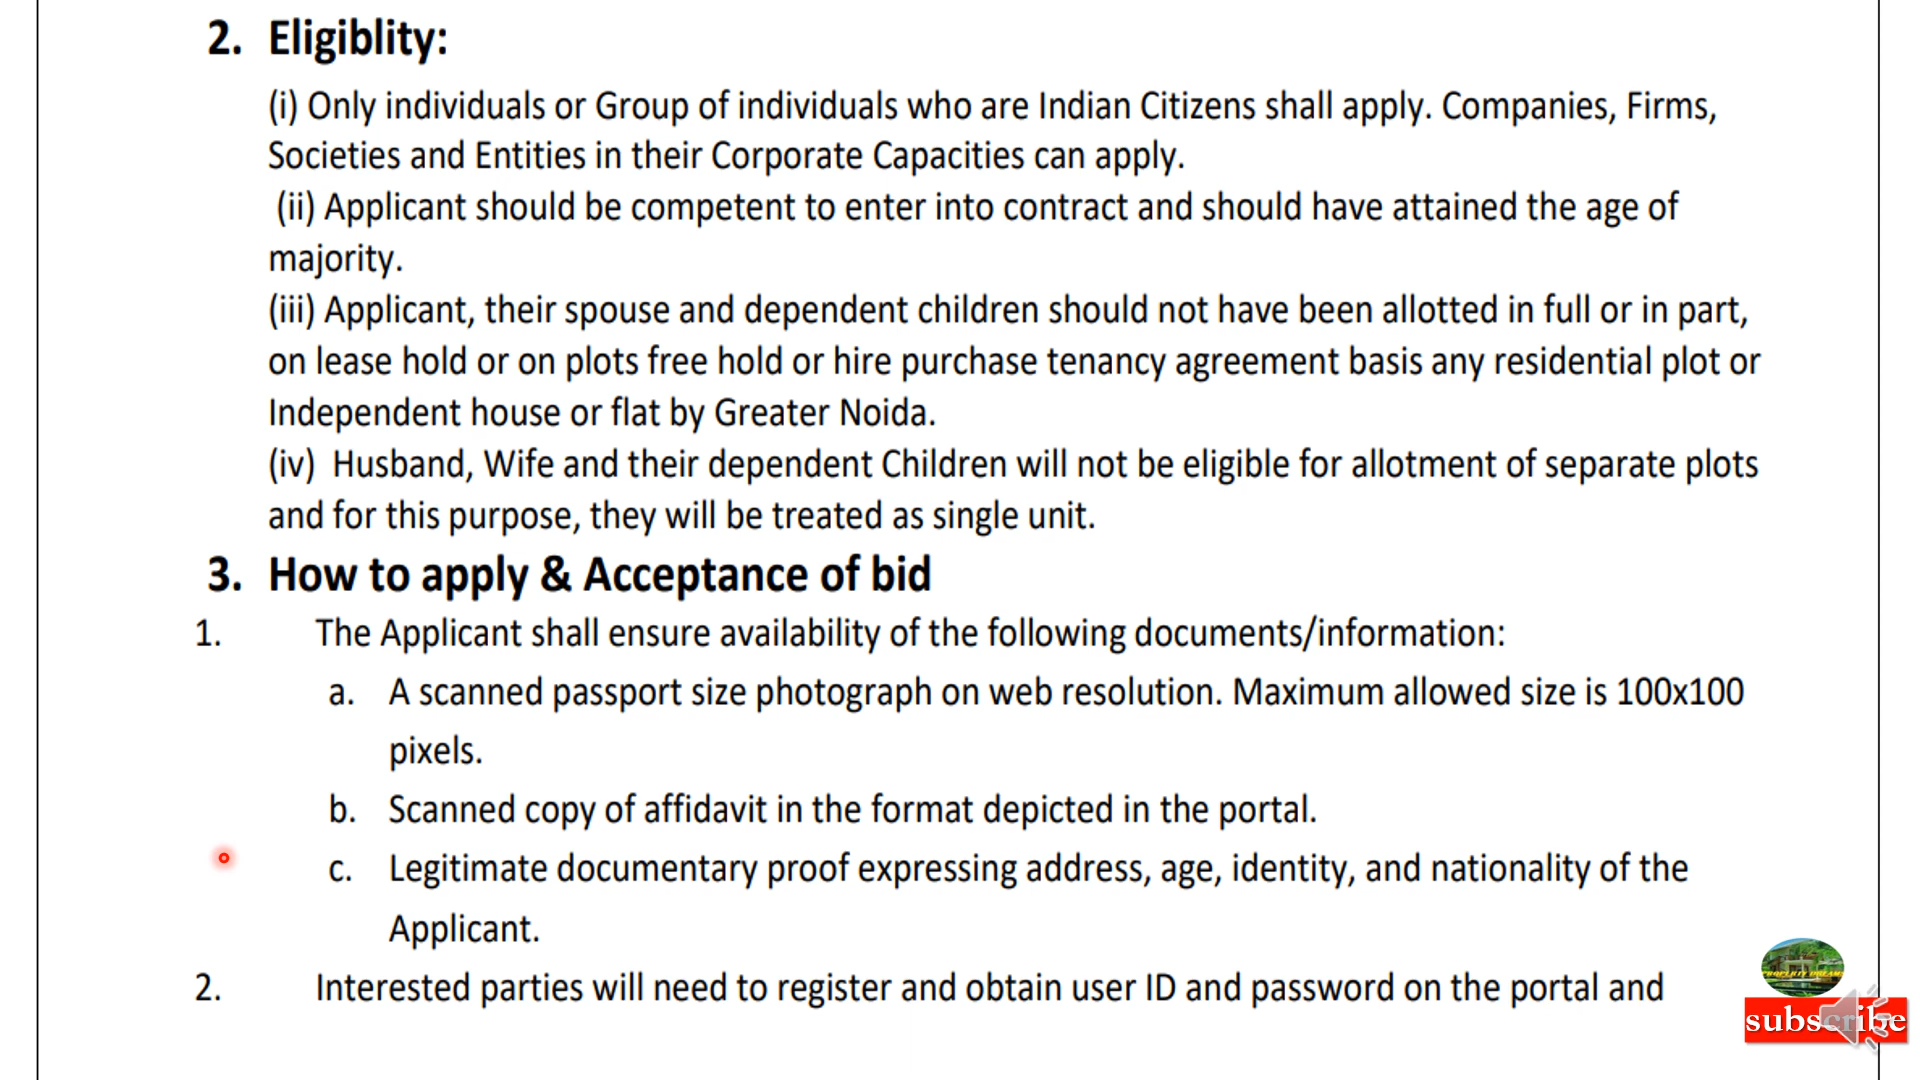 2. Eligiblity:
(i) Only individuals or Group of individuals who are Indian Citizens shall apply. Companies, Firms,
Societies and Entities in their Corporate Capacities can apply.
(ii) Applicant should be competent to enter into contract and should have attained the age of
majority.
(iii) Applicant, their spouse and dependent children should not have been allotted in full or in part,
on lease hold or on plots free hold or hire purchase tenancy agreement basis any residential plot or
Independent house or flat by Greater Noida.
(iv) Husband, Wife and their dependent Children will not be eligible for allotment of separate plots
and for this purpose, they will be treated as single unit.
3. How to apply & Acceptance of bid
1. The Applicant shall ensure availability of the following documents/information:
a. A scanned passport size photograph on web resolution. Maximum allowed size is 100x100
pixels.
b. Scanned copy of affidavit in the format depicted in the portal.
c. Legitimate documentary proof expressing address, age, identity, and nationality of the
Applicant.
2. Interested parties will need to register and obtain user ID and password on the portal and
subscribe